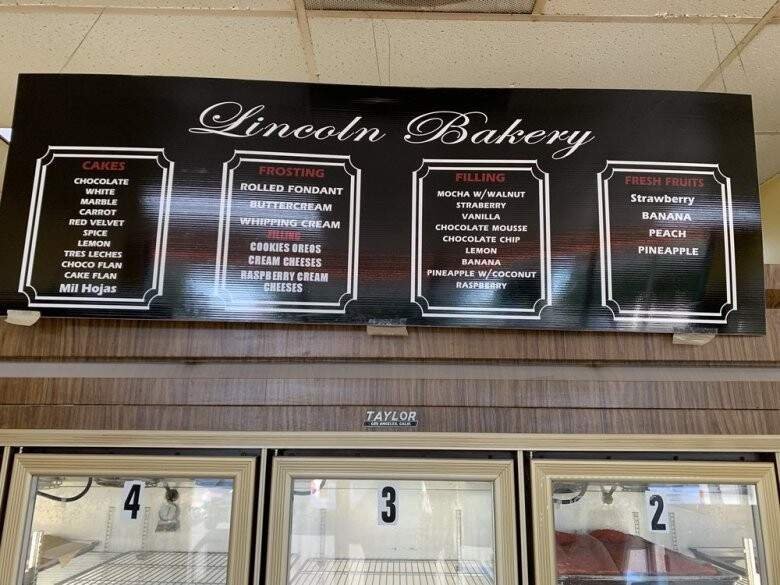 Lincoln Bakery
CAKES
CHOCOLATE
WHITE
MARBLE
CARROT
RED VELVET
SPICE
LEMON
TRES LECHES
CHOCO FLAN
CAKE FLAN
Mil Hojas
FROSTING
ROLLED FONDANT
BUTTERCREAM
WHIPPING CREAM
FILLING
COOKIES OREOS
CREAM CHEESES
RASPBERRY CREAM
CHEESES
FILLING
MOCHA W/WALNUT
STRABERRY
VANILLA
CHOCOLATE MOUSSE
CHOCOLATE CHIP
LEMON
BANANA
PINEAPPLE W/COCONUT
RASPBERRY
FRESH FRUITS
Strawberry
BANANA
PEACH
PINEAPPLE
TAYLOR
LOS ANGELES, CALIF.
4
3
2